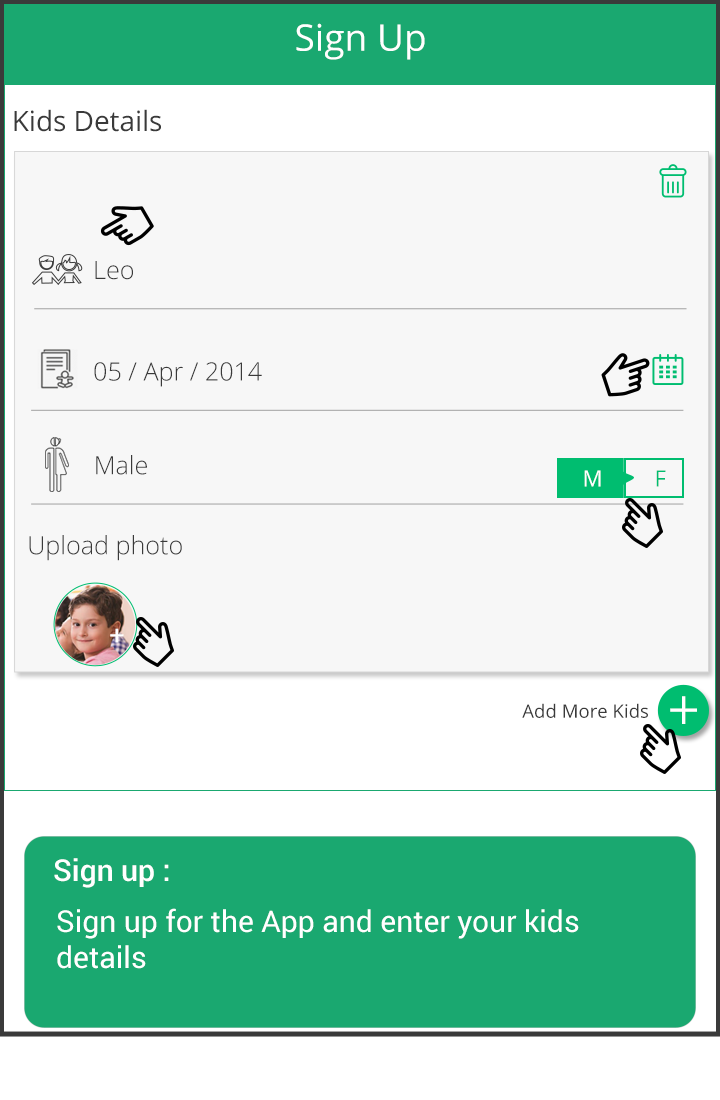 Sign Up
Kids Details
Leo
05 / Apr / 2014
Male
M F
Upload photo
Add More Kids
Sign up :
Sign up for the App and enter your kids
details